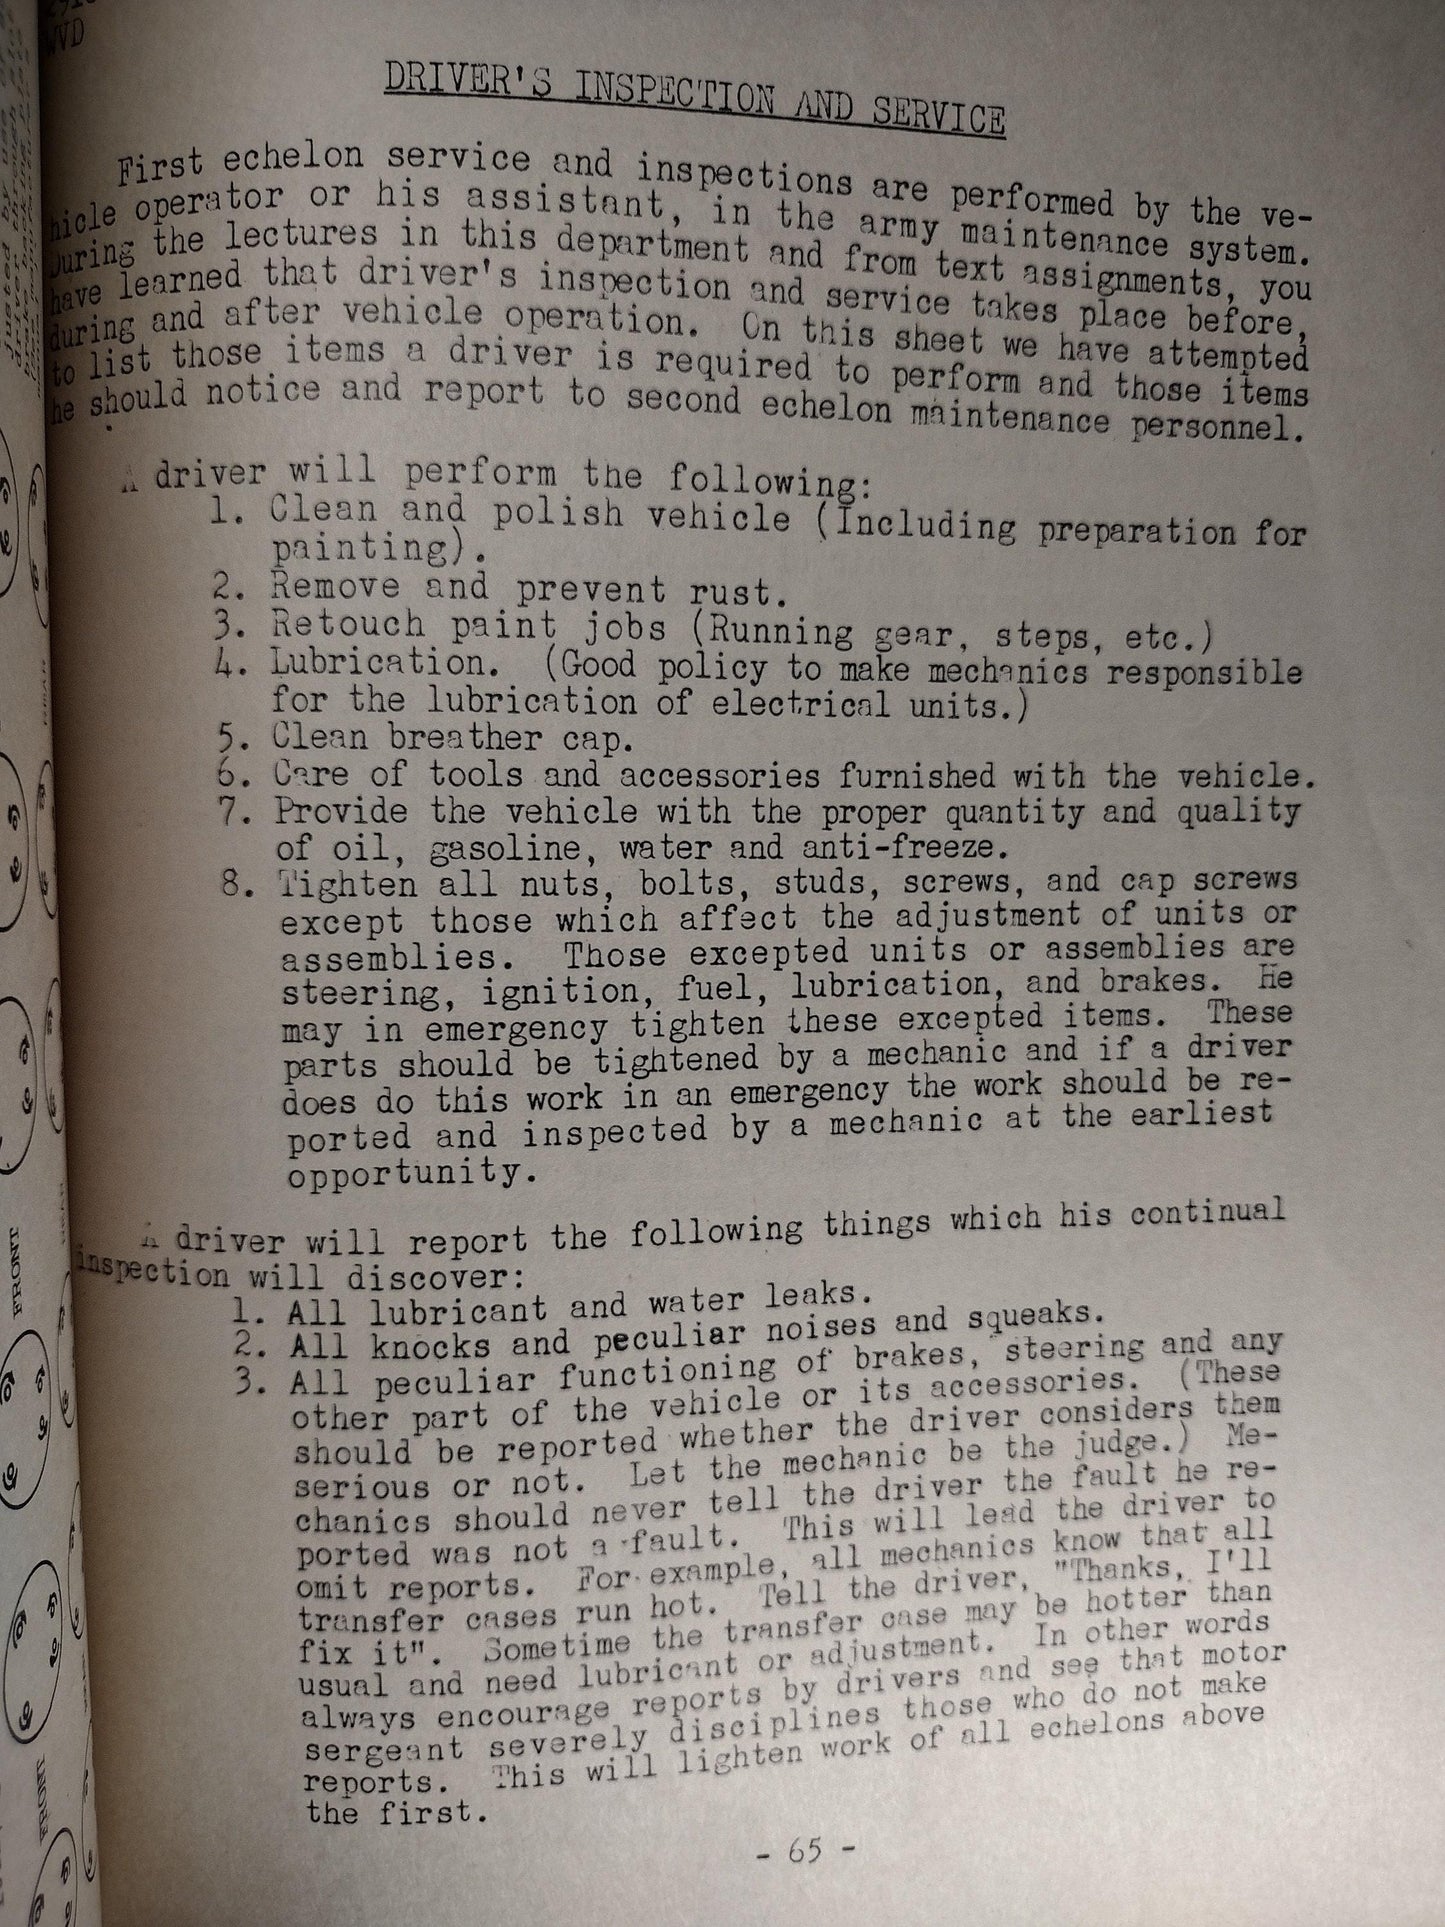 WVD
DRIVER'S INSPECTION AND SERVICE
First echelon service and inspections are performed by the ve-
hicle operator or his assistant, in the army maintenance system.
During the lectures in this department and from text assignments, you
have learned that driver's inspection and service takes place before,
during and after vehicle operation. On this sheet we have attempted
to list those items a driver is required to perform and those items
he should notice and report to second echelon maintenance personnel.
A driver will perform the following:
1. Clean and polish vehicle (Including preparation for
painting).
2. Remove and prevent rust.
3. Retouch paint jobs (Running gear, steps, etc.)
4. Lubrication. (Good policy to make mechanics responsible
for the lubrication of electrical units.)
5. Clean breather cap.
6. Care of tools and accessories furnished with the vehicle.
7. Provide the vehicle with the proper quantity and quality
of oil, gasoline, water and anti-freeze.
8. Tighten all nuts, bolts, studs, screws, and cap screws
except those which affect the adjustment of units or
assemblies. Those excepted units or assemblies are
steering, ignition, fuel, lubrication, and brakes. He
may in emergency tighten these excepted items. These
parts should be tightened by a mechanic and if a driver
does do this work in an emergency the work should be re-
ported and inspected by a mechanic at the earliest
opportunity.
A driver will report the following things which his continual
inspection will discover:
1. All lubricant and water leaks.
2. All knocks and peculiar noises and squeaks.
3. All peculiar functioning of brakes, steering and any
other part of the vehicle or its accessories. (These
should be reported whether the driver considers them
serious or not. Let the mechanic be the judge.) Me-
chanics should never tell the driver the fault he re-
ported was not a fault. This will lead the driver to
omit reports. For example, all mechanics know that all
transfer cases run hot. Tell the driver, "Thanks, I'll
fix it". Sometime the transfer case may be hotter than
usual and need lubricant or adjustment. In other words
always encourage reports by drivers and see that motor
sergeant severely disciplines those who do not make
reports. This will lighten work of all echelons above
the first.
- 65 -
FRONT
FRONT